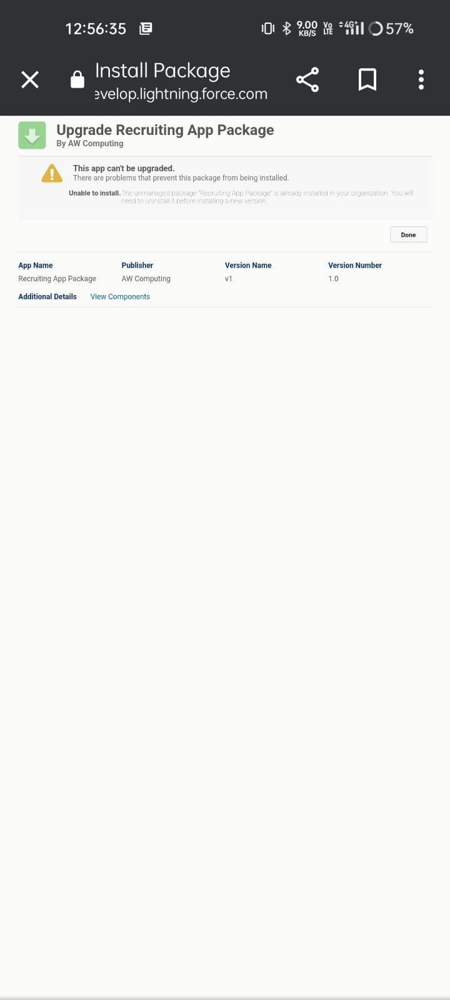 12:56:35 9.00 KB/S Vo LTE 4G+ 57%
Install Package
evelop.lightning.force.com
Upgrade Recruiting App Package
By AW Computing
This app can't be upgraded.
There are problems that prevent this package from being installed.
Unable to install. The unmanaged package "Recruiting App Package" is already installed in your organization. You will
need to uninstall it before installing a new version.
Done
App Name Publisher Version Name Version Number
Recruiting App Package AW Computing v1 1.0
Additional Details View Components